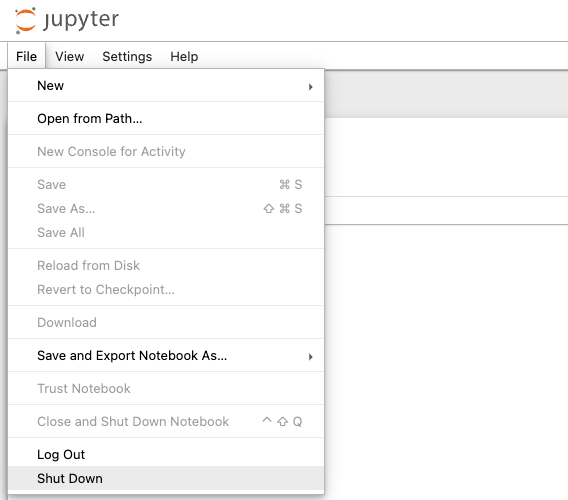 jupyter
File View Settings Help
New
Open from Path...
New Console for Activity
Save ⌘ S
Save As... ⇧ ⌘ S
Save All
Reload from Disk
Revert to Checkpoint...
Download
Save and Export Notebook As...
Trust Notebook
Close and Shut Down Notebook ^ ⇧ Q
Log Out
Shut Down